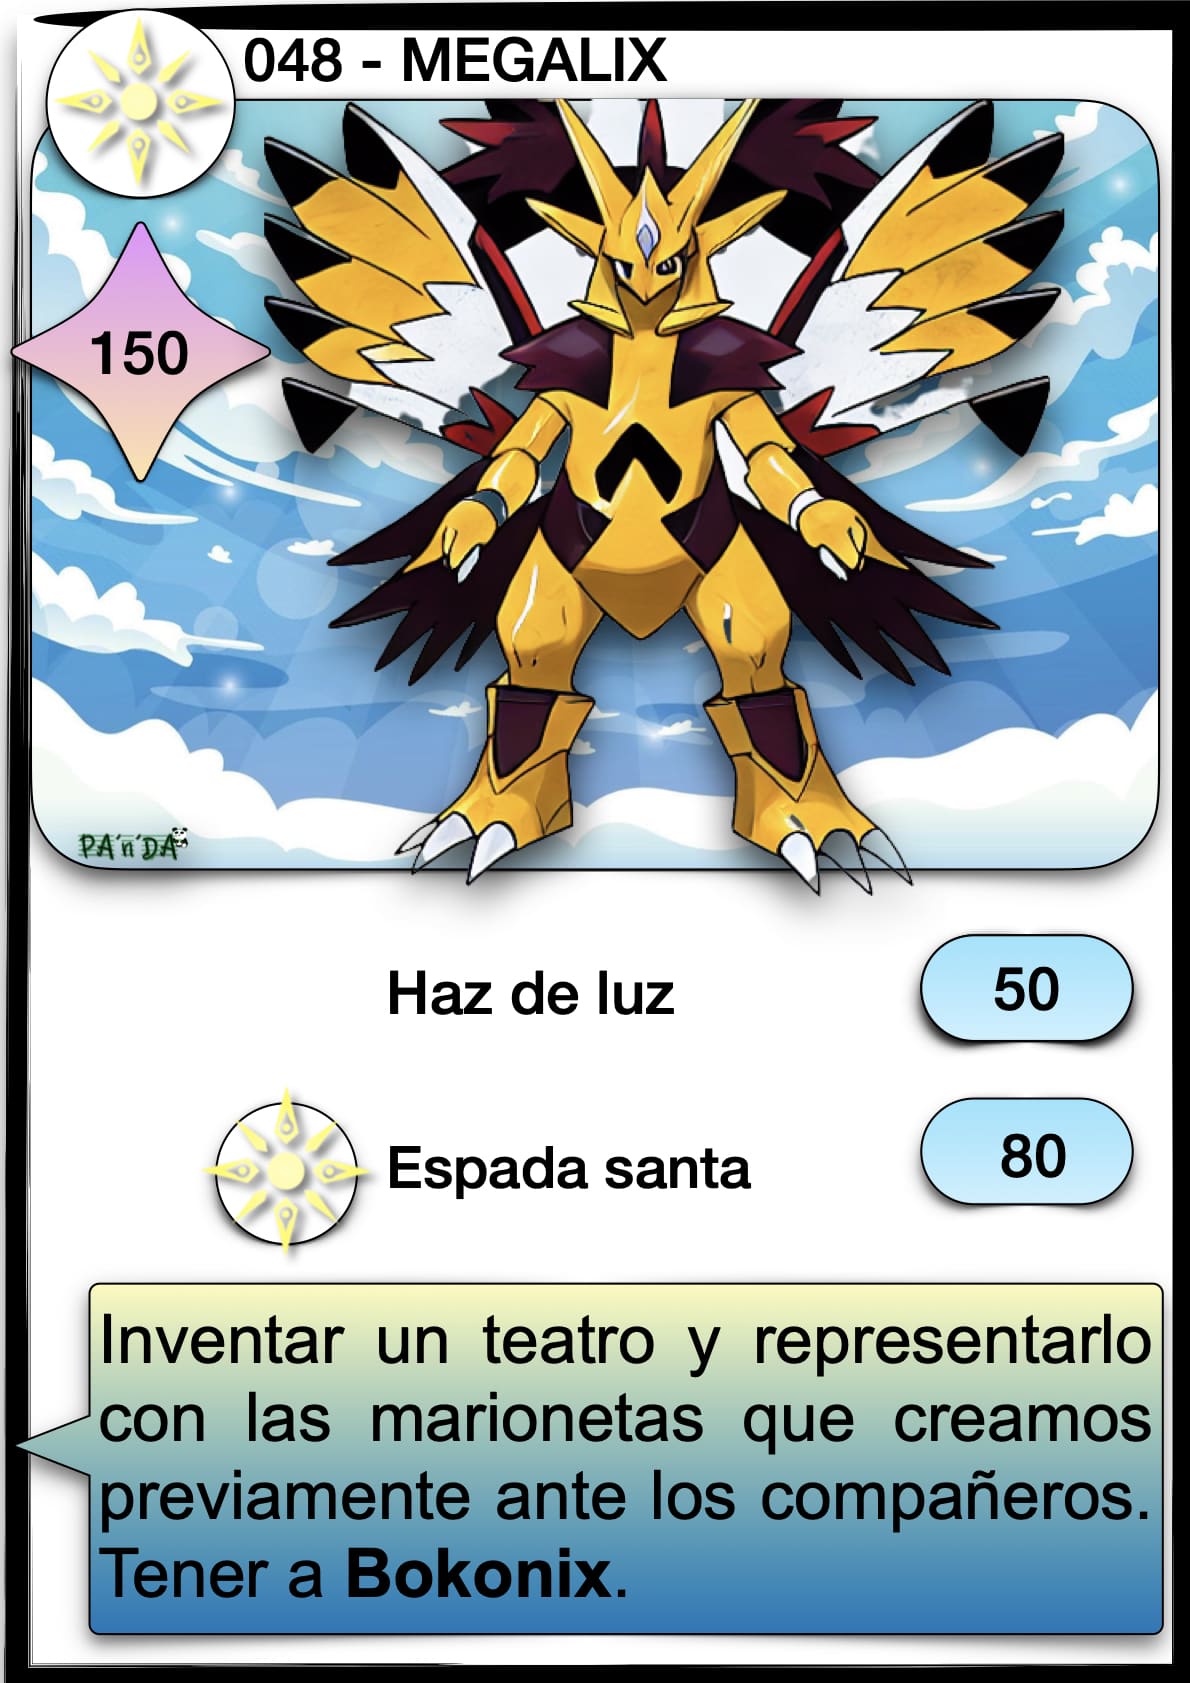 048 - MEGALIX
150
PA'n'DA
Haz de luz
50
Espada santa
80
Inventar un teatro y representarlo
con las marionetas que creamos
previamente ante los compañeros.
Tener a Bokonix.